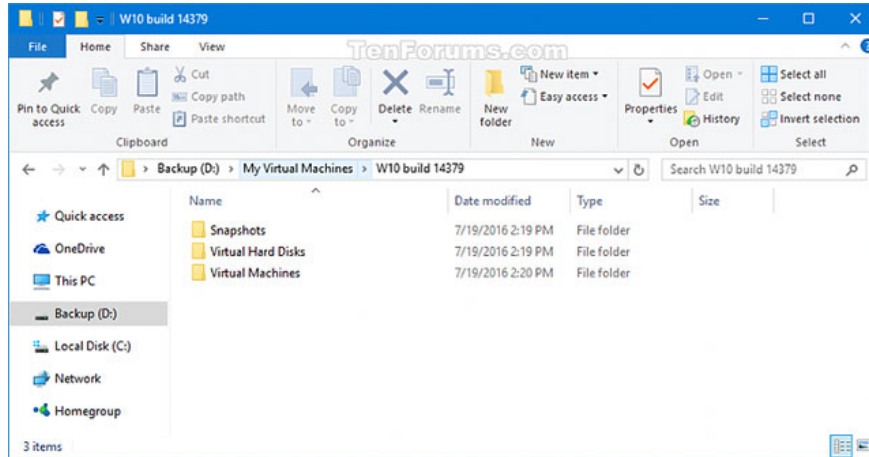 W10 build 14379
File Home Share View
TenForums.com
Pin to Quick access
Copy
Paste
Cut
Copy path
Paste shortcut
Clipboard
Move to
Copy to
Delete
Rename
Organize
New folder
New item
Easy access
New
Properties
Open
Edit
History
Open
Select all
Select none
Invert selection
Select
Backup (D:) > My Virtual Machines > W10 build 14379
Search W10 build 14379
Name Date modified Type Size
Quick access
OneDrive
This PC
Backup (D:)
Local Disk (C:)
Network
Homegroup
Snapshots 7/19/2016 2:19 PM File folder
Virtual Hard Disks 7/19/2016 2:19 PM File folder
Virtual Machines 7/19/2016 2:20 PM File folder
3 items